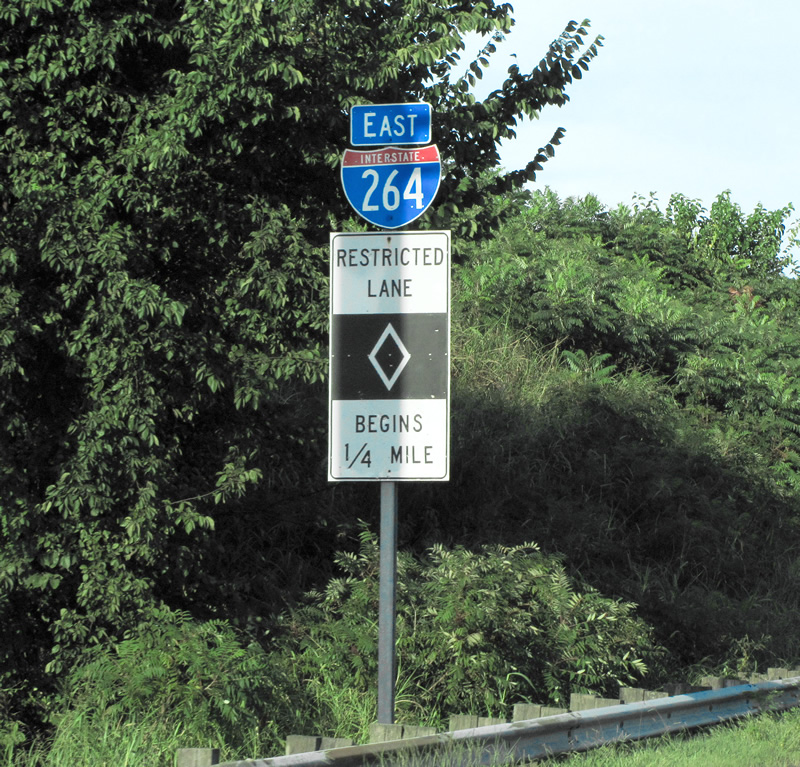 EAST
INTERSTATE
264
RESTRICTED
LANE
BEGINS
1/4 MILE